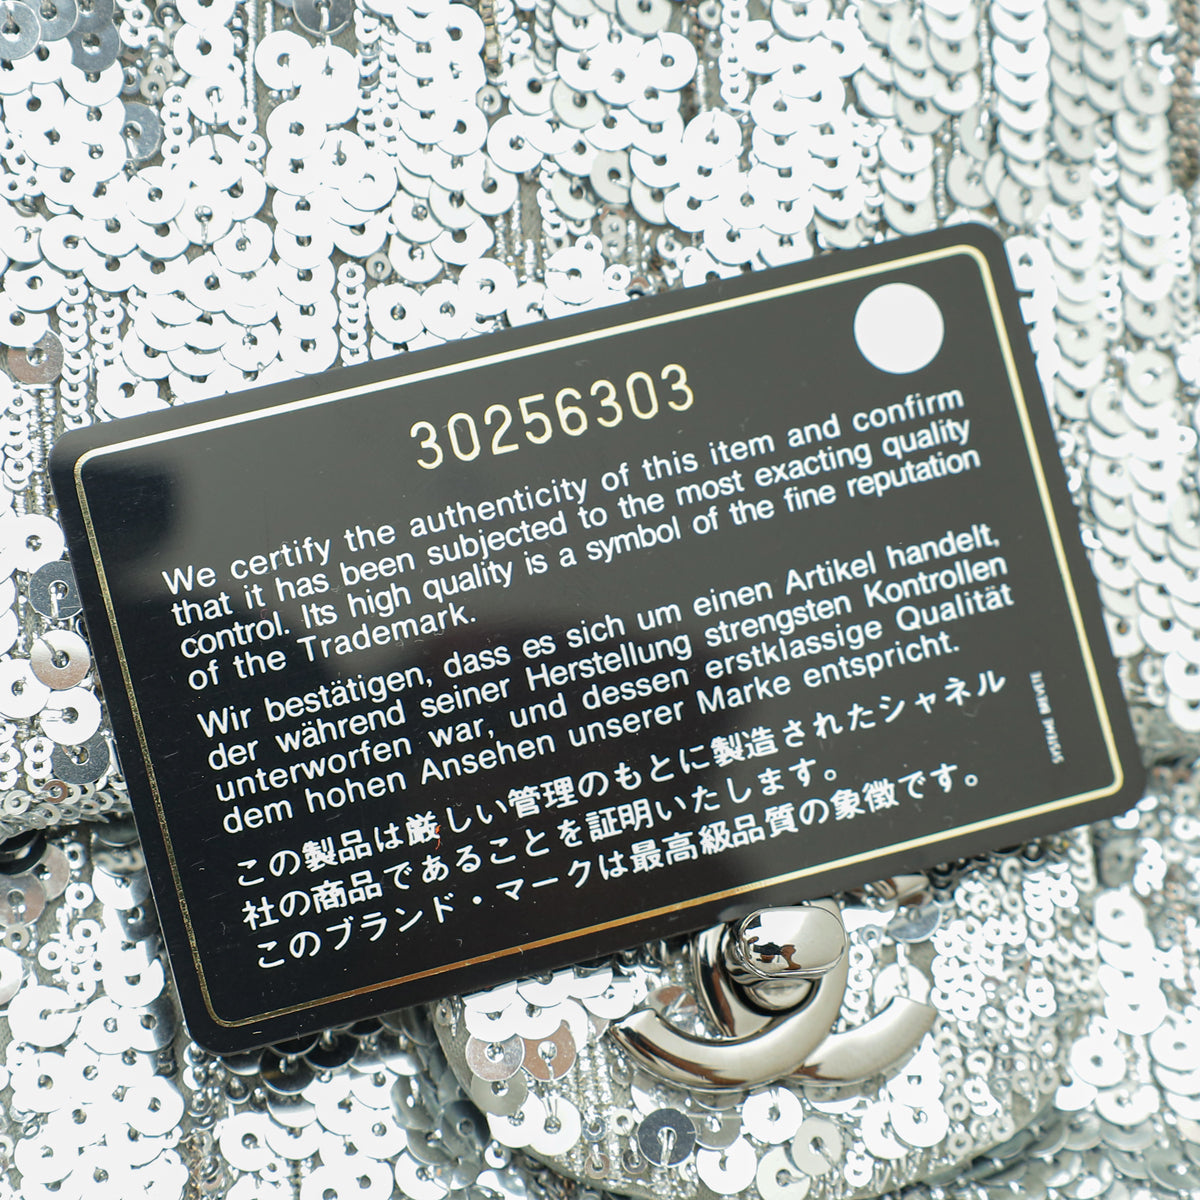 30256303
We certify the authenticity of this item and confirm
that it has been subjected to the most exacting quality
control. Its high quality is a symbol of the fine reputation
of the Trademark.
Wir bestätigen, dass es sich um einen Artikel handelt,
der während seiner Herstellung strengsten Kontrollen
unterworfen war, und dessen erstklassige Qualität
dem hohen Ansehen unserer Marke entspricht.
この製品は厳しい管理のもとに製造されたシャネル
社の商品であることを証明いたします。
このブランド・マークは最高級品質の象徴です。
SYSTEME BREVETE